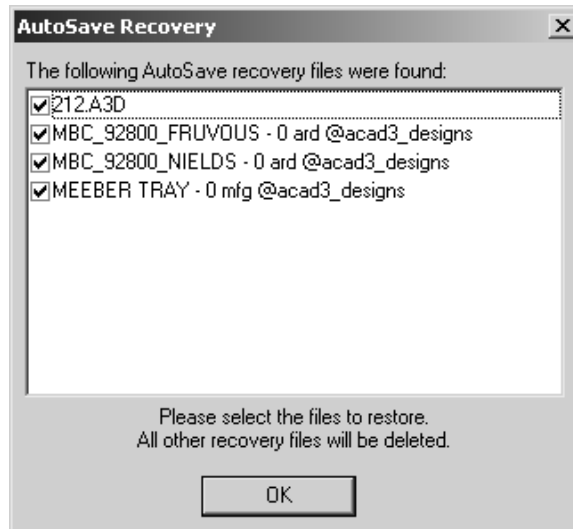 AutoSave Recovery
The following AutoSave recovery files were found:
212.A3D
MBC_92800_FRUVOUS - 0 ard @acad3_designs
MBC_92800_NIELDS - 0 ard @acad3_designs
MEEBER TRAY - 0 mfg @acad3_designs
Please select the files to restore.
All other recovery files will be deleted.
OK